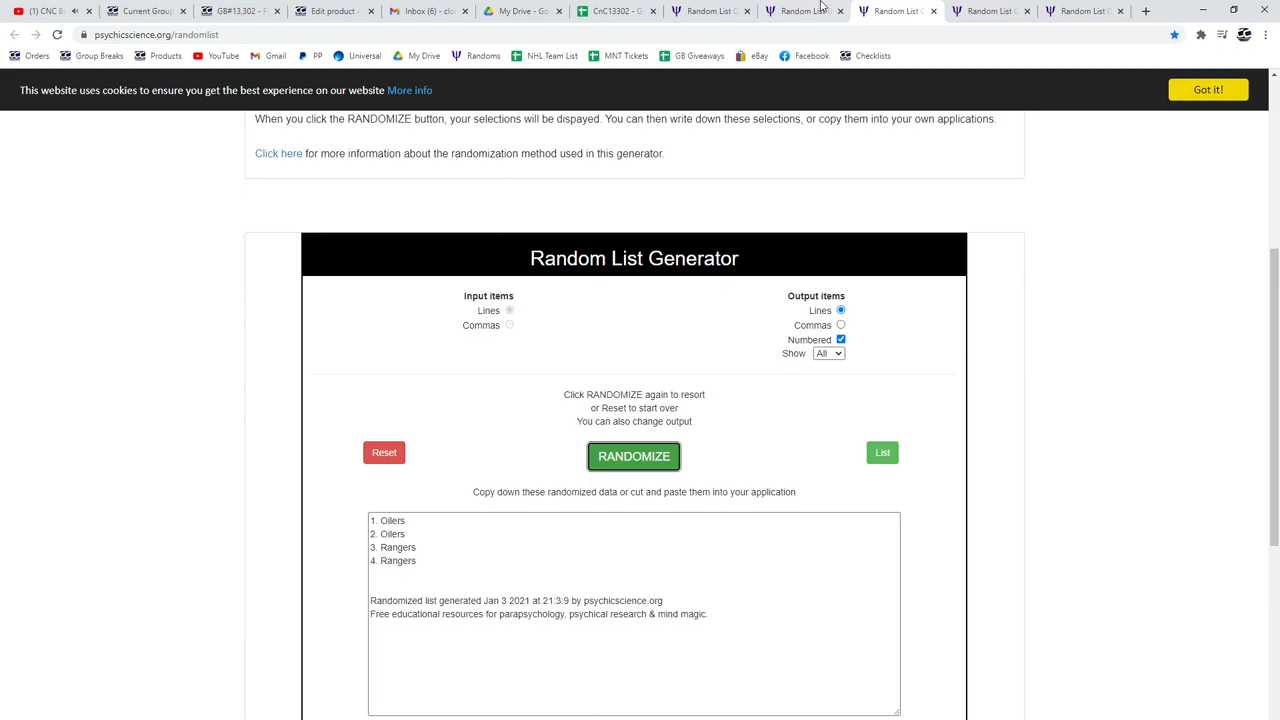 (1) CNC B
Current Group
GB#13,302 - F
Edit product
Inbox (6) - clo
My Drive - Go
CnC13302 - G
Random List G
Random List G
Random List G
Random List G
Random List G
psychicscience.org/randomlist
Orders
Group Breaks
Products
YouTube
Gmail
PP
Universal
My Drive
Randoms
NHL Team List
MNT Tickets
GB Giveaways
eBay
Facebook
Checklists
This website uses cookies to ensure you get the best experience on our website More info
Got it!
When you click the RANDOMIZE button, your selections will be dispayed. You can then write down these selections, or copy them into your own applications.
Click here for more information about the randomization method used in this generator.
Random List Generator
Input items
Lines
Commas
Output items
Lines
Commas
Numbered
Show All
Click RANDOMIZE again to resort
or Reset to start over
You can also change output
Reset
RANDOMIZE
List
Copy down these randomized data or cut and paste them into your application
1. Oilers
2. Oilers
3. Rangers
4. Rangers
Randomized list generated Jan 3 2021 at 21:3:9 by psychicscience.org
Free educational resources for parapsychology, psychical research & mind magic.